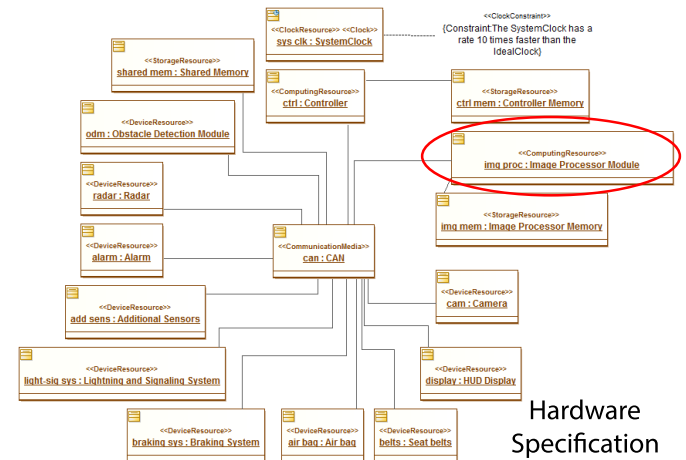 <<ClockResource>> <<Clock>>
sys clk : SystemClock
<<ClockConstraint>>
{Constraint:The SystemClock has a
rate 10 times faster than the
IdealClock}
<<StorageResource>>
shared mem : Shared Memory
<<ComputingResource>>
ctrl : Controller
<<StorageResource>>
ctrl mem : Controller Memory
<<DeviceResource>>
odm : Obstacle Detection Module
<<ComputingResource>>
img proc : Image Processor Module
<<DeviceResource>>
radar : Radar
<<StorageResource>>
img mem : Image Processor Memory
<<DeviceResource>>
alarm : Alarm
<<CommunicationMedia>>
can : CAN
<<DeviceResource>>
cam : Camera
<<DeviceResource>>
add sens : Additional Sensors
<<DeviceResource>>
light-sig sys : Lightning and Signaling System
<<DeviceResource>>
display : HUD Display
<<DeviceResource>>
braking sys : Braking System
<<DeviceResource>>
air bag : Air bag
<<DeviceResource>>
belts : Seat belts
Hardware
Specification